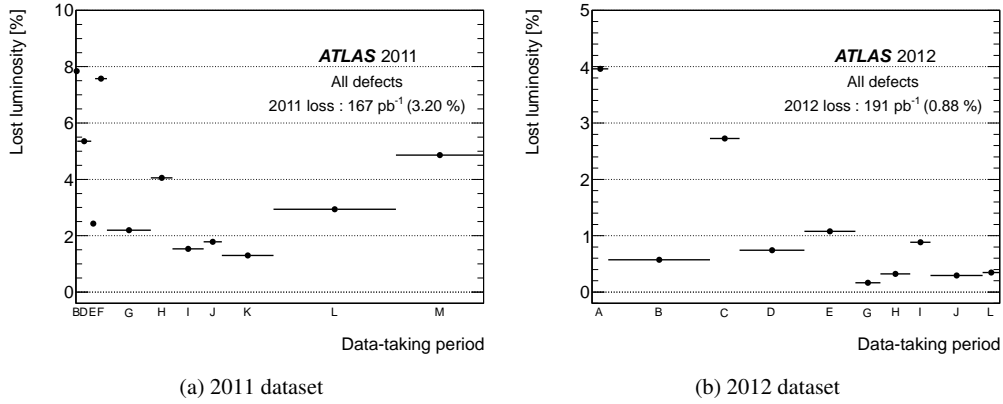 Lost luminosity [%]
10
8
6
4
2
0
ATLAS 2011
All defects
2011 loss : 167 pb-1 (3.20 %)
B D E F G H I J K L M
Data-taking period
(a) 2011 dataset
Lost luminosity [%]
5
4
3
2
1
0
ATLAS 2012
All defects
2012 loss : 191 pb-1 (0.88 %)
A B C D E G H I J L
Data-taking period
(b) 2012 dataset